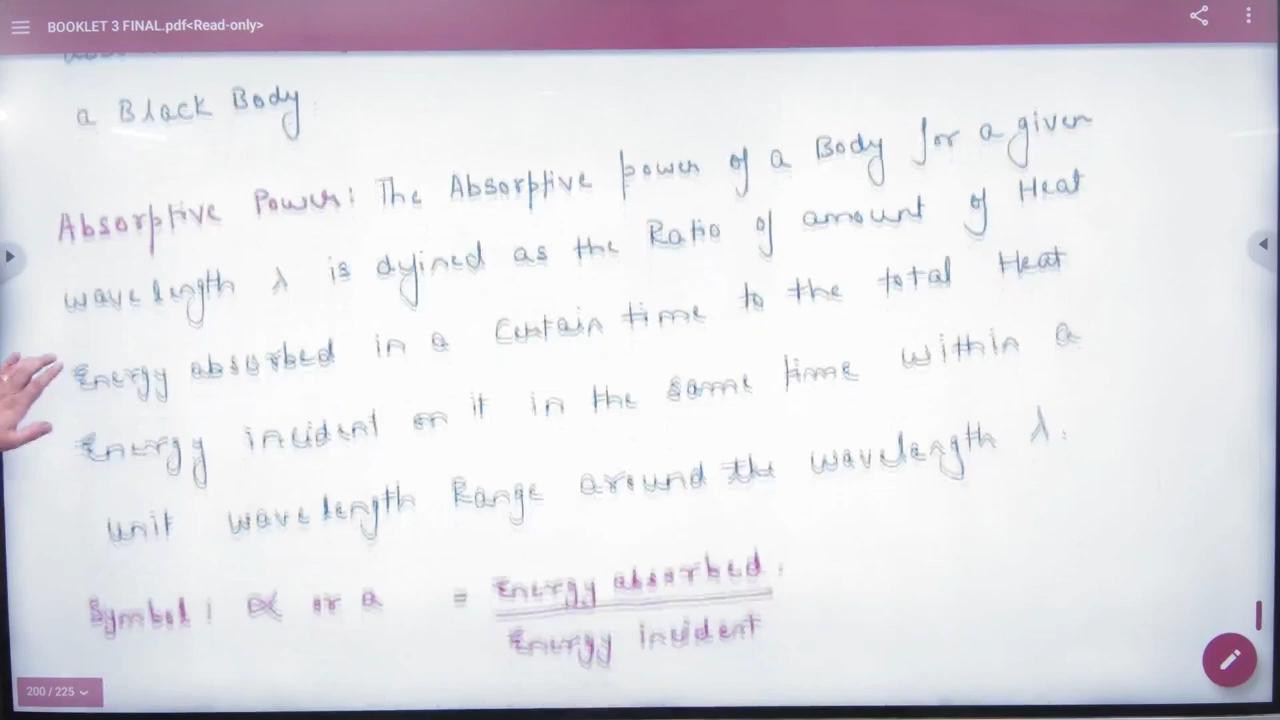 BOOKLET 3 FINAL.pdf<Read-only>
a Black Body
Absorptive Power: The Absorptive power of a Body for a given
wavelength λ is defined as the Ratio of amount of Heat
Energy absorbed in a Certain time to the total Heat
Energy incident on it in the same time within a
unit wavelength Range around the wavelength λ.
Symbol: α or a = Energy absorbed.
Energy incident
200 / 225